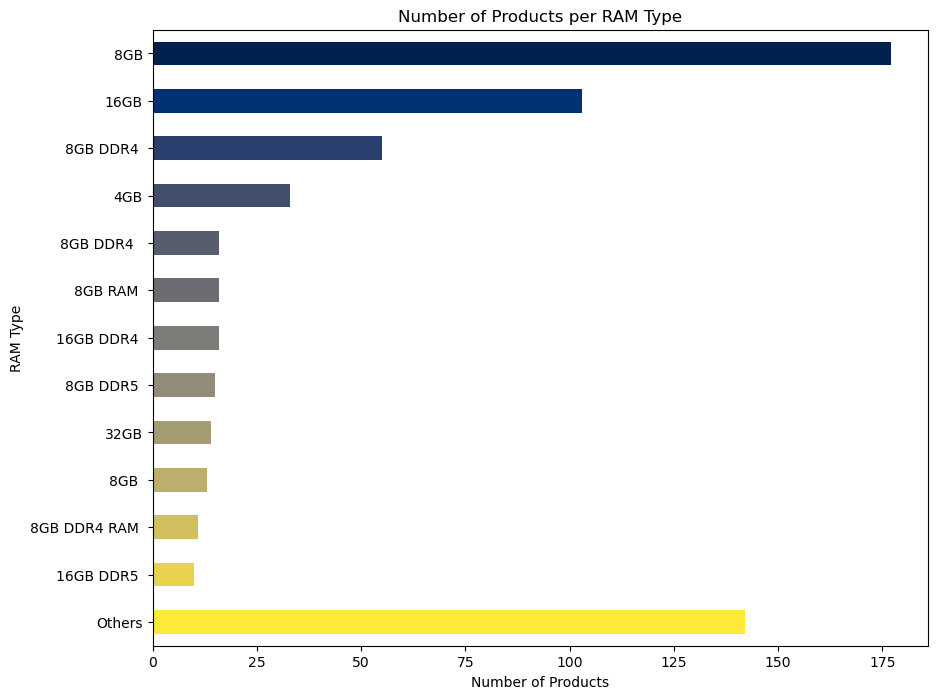 Number of Products per RAM Type
RAM Type
8GB
16GB
8GB DDR4
4GB
8GB DDR4
8GB RAM
16GB DDR4
8GB DDR5
32GB
8GB
8GB DDR4 RAM
16GB DDR5
Others
0 25 50 75 100 125 150 175
Number of Products